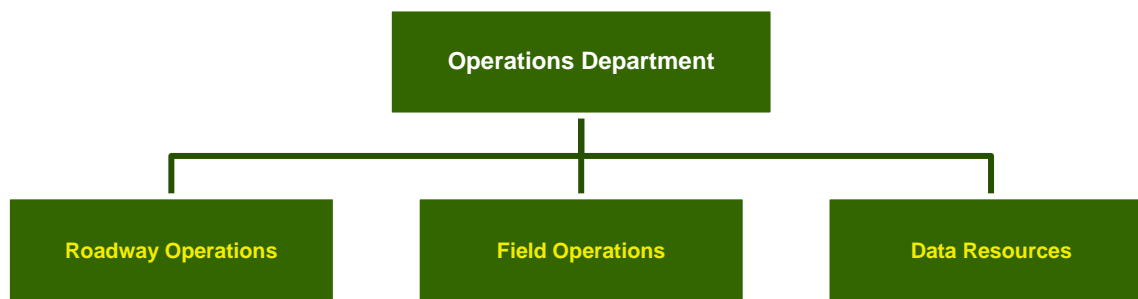 Operations Department
Roadway Operations
Field Operations
Data Resources